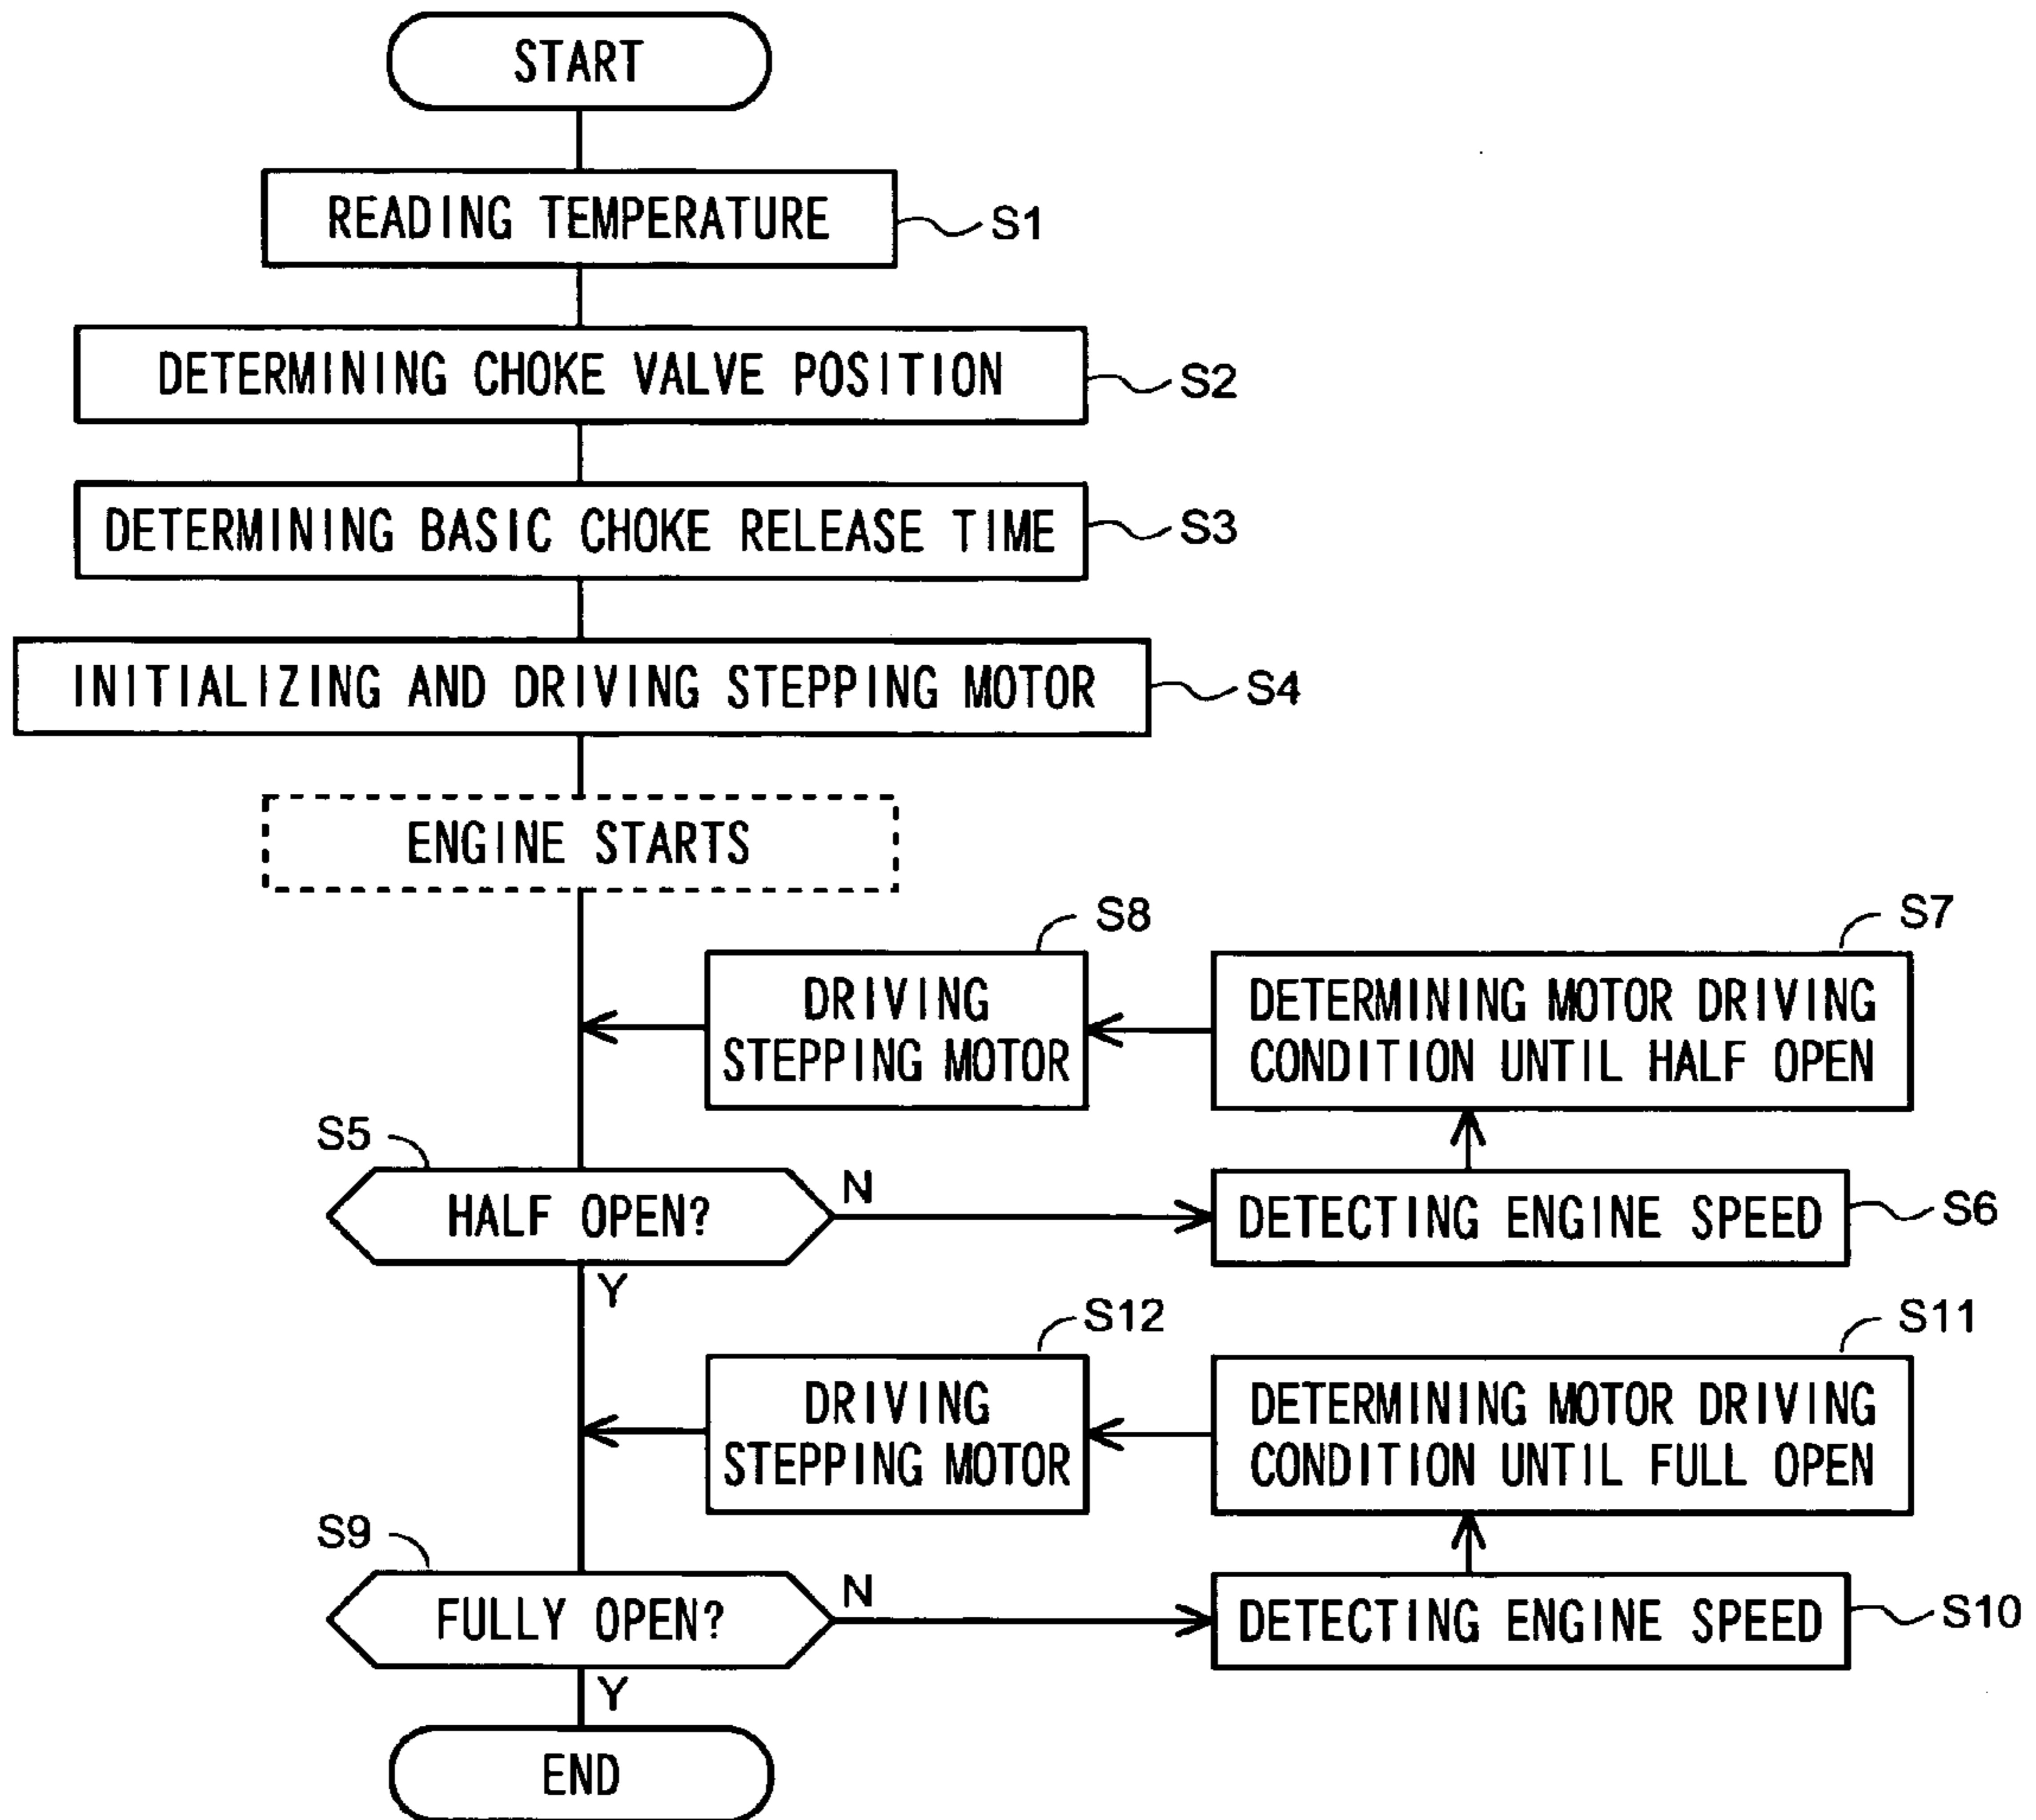 START
READING TEMPERATURE
S1
DETERMINING CHOKE VALVE POSITION
S2
DETERMINING BASIC CHOKE RELEASE TIME
S3
INITIALIZING AND DRIVING STEPPING MOTOR
S4
ENGINE STARTS
S8
S7
DRIVING
STEPPING MOTOR
DETERMINING MOTOR DRIVING
CONDITION UNTIL HALF OPEN
S5
HALF OPEN?
N
DETECTING ENGINE SPEED
S6
Y
S12
S11
DRIVING
STEPPING MOTOR
DETERMINING MOTOR DRIVING
CONDITION UNTIL FULL OPEN
S9
FULLY OPEN?
N
DETECTING ENGINE SPEED
S10
Y
END